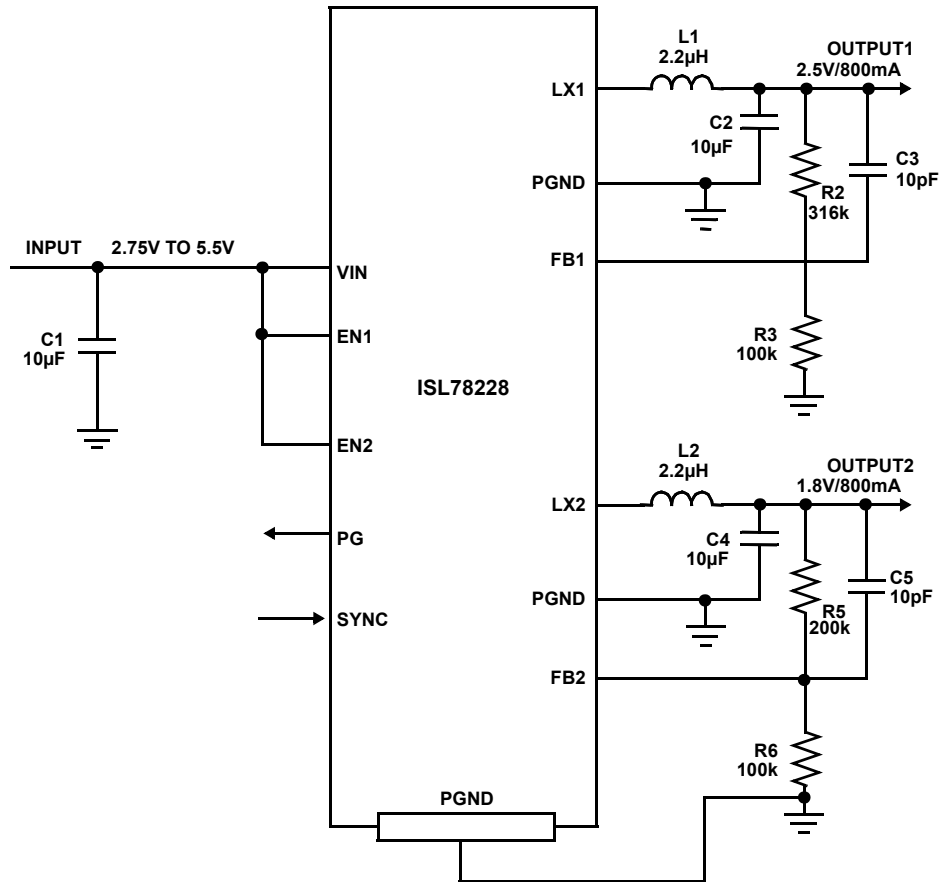 L1
2.2µH
OUTPUT1
2.5V/800mA
LX1
C2
10µF
C3
10pF
R2
316k
PGND
INPUT
2.75V TO 5.5V
VIN
FB1
EN1
C1
10µF
R3
100k
ISL78228
EN2
L2
2.2µH
OUTPUT2
1.8V/800mA
LX2
PG
C4
10µF
C5
10pF
R5
200k
PGND
SYNC
FB2
R6
100k
PGND